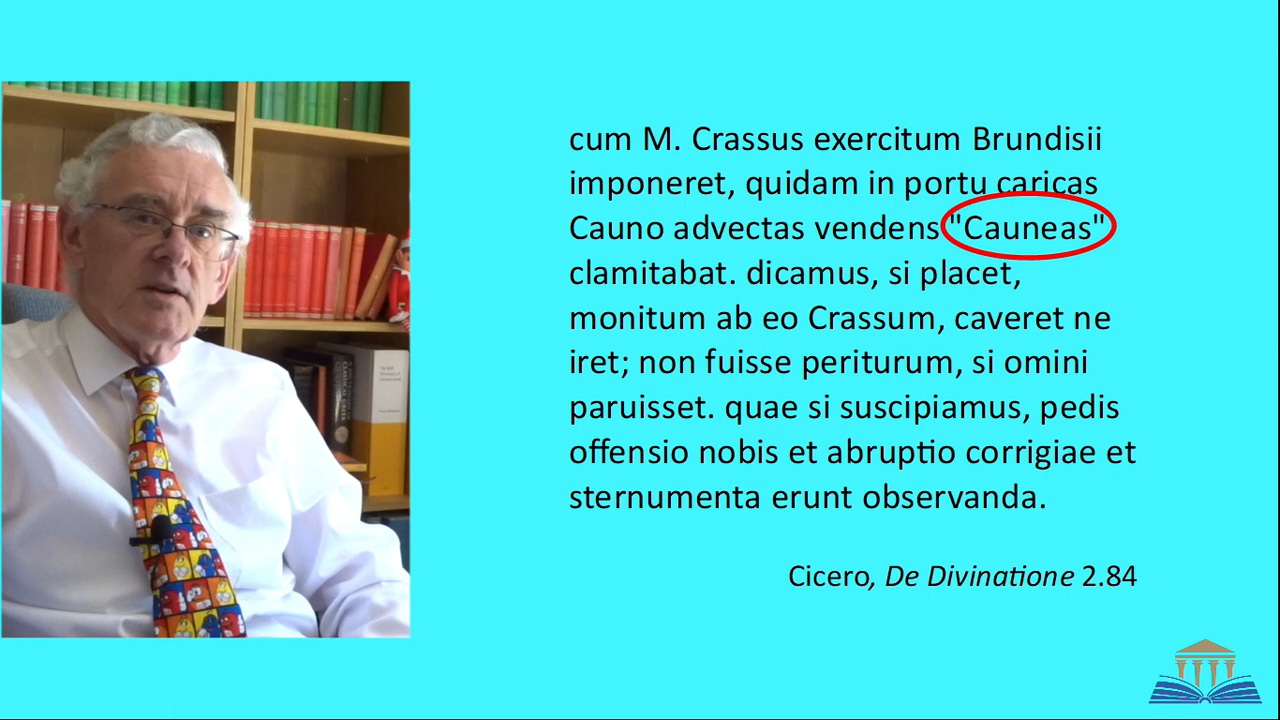 cum M. Crassus exercitum Brundisii
imponeret, quidam in portu caricas
Cauno advectas vendens "Cauneas"
clamitabat. dicamus, si placet,
monitum ab eo Crassum, caveret ne
iret; non fuisse periturum, si omini
paruisset. quae si suscipiamus, pedis
offensio nobis et abruptio corrigiae et
sternumenta erunt observanda.
Cicero, De Divinatione 2.84